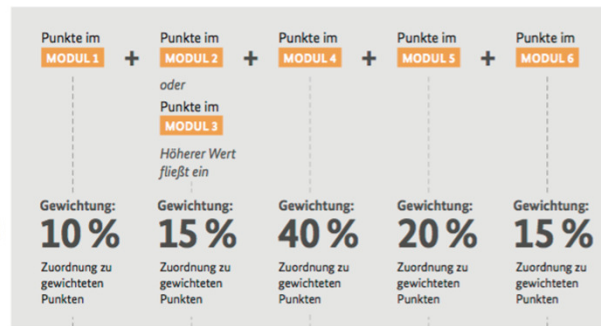 Punkte im
MODUL 1
+
Punkte im
MODUL 2
oder
Punkte im
MODUL 3
Höherer Wert
fließt ein
+
Punkte im
MODUL 4
+
Punkte im
MODUL 5
+
Punkte im
MODUL 6
Gewichtung:
10 %
Zuordnung zu
gewichteten
Punkten
Gewichtung:
15 %
Zuordnung zu
gewichteten
Punkten
Gewichtung:
40 %
Zuordnung zu
gewichteten
Punkten
Gewichtung:
20 %
Zuordnung zu
gewichteten
Punkten
Gewichtung:
15 %
Zuordnung zu
gewichteten
Punkten